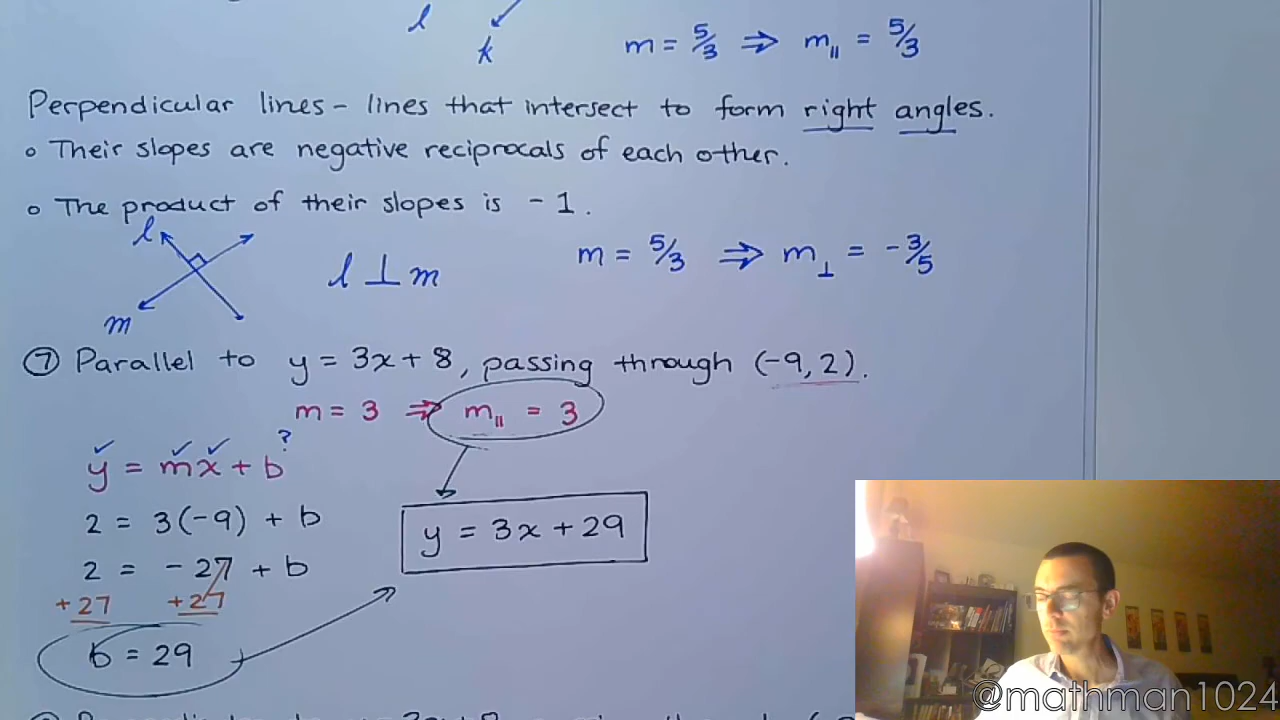 l
k
m = 5/3 ⇒ m∥ = 5/3
Perpendicular lines - lines that intersect to form right angles.
o Their slopes are negative reciprocals of each other.
o The product of their slopes is -1.
l
m
l ⊥ m
m = 5/3 ⇒ m⊥ = -3/5
⑦ Parallel to y = 3x + 8, passing through (-9, 2).
m = 3 ⇒ m∥ = 3
?
y = mx + b
2 = 3(-9) + b
2 = -27 + b
+27 +27
b = 29
y = 3x + 29
@mathman1024